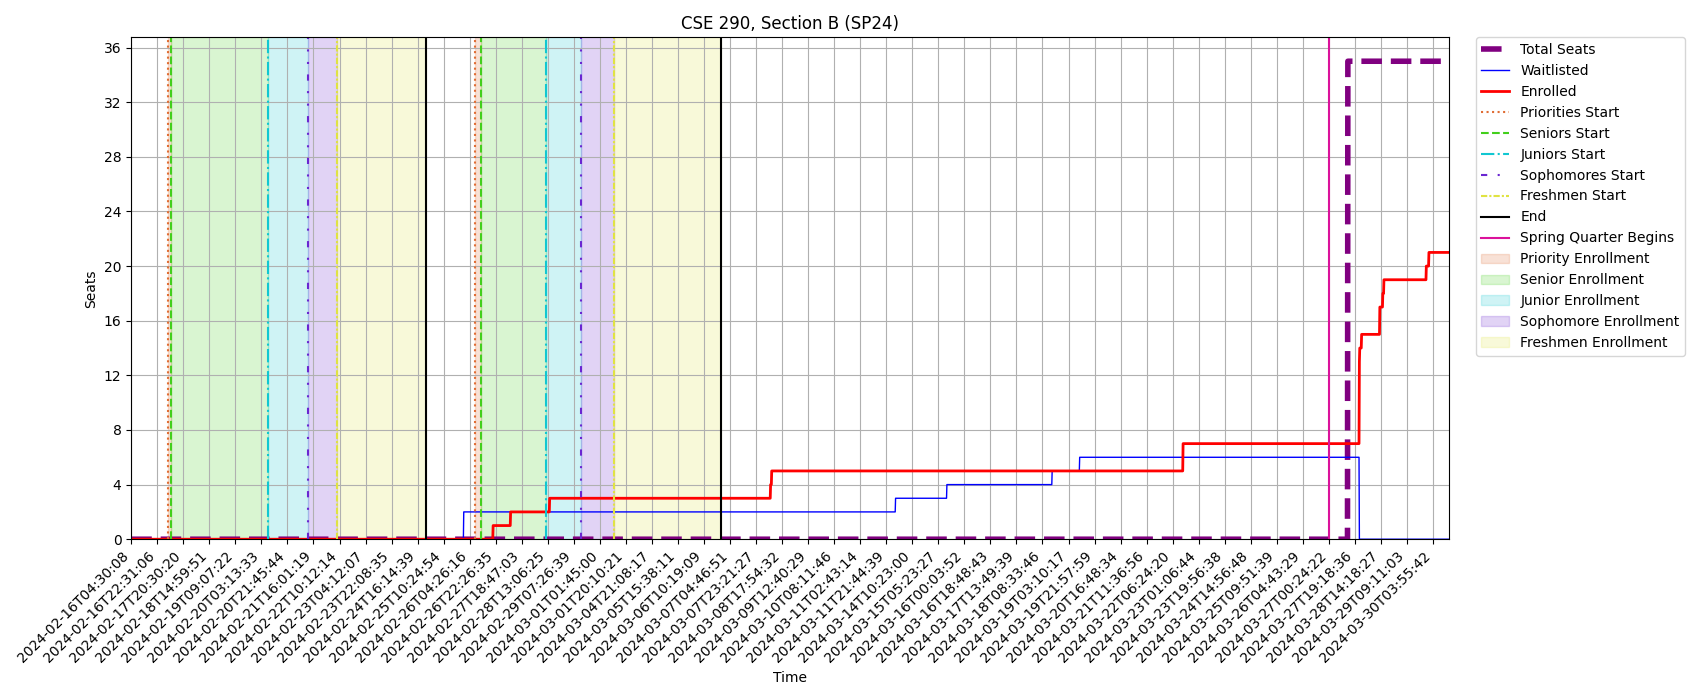 CSE 290, Section B (SP24)
Seats
36
32
28
24
20
16
12
8
4
0
2024-02-16T04:30:08
2024-02-16T22:31:06
2024-02-17T20:30:20
2024-02-18T14:59:51
2024-02-19T09:07:22
2024-02-20T03:13:33
2024-02-20T21:45:44
2024-02-21T16:01:19
2024-02-22T10:12:14
2024-02-23T04:12:07
2024-02-23T22:08:35
2024-02-24T16:14:39
2024-02-25T10:24:54
2024-02-26T04:26:16
2024-02-26T22:26:35
2024-02-27T18:47:03
2024-02-28T13:06:25
2024-02-29T07:26:39
2024-03-01T01:45:00
2024-03-01T20:10:21
2024-03-04T21:08:17
2024-03-05T15:38:11
2024-03-06T10:19:09
2024-03-07T04:46:51
2024-03-07T23:21:27
2024-03-08T17:54:32
2024-03-09T12:40:29
2024-03-10T08:11:46
2024-03-11T02:43:14
2024-03-11T21:44:39
2024-03-14T10:23:00
2024-03-15T05:23:27
2024-03-16T00:03:52
2024-03-16T18:48:43
2024-03-17T13:49:39
2024-03-18T08:33:46
2024-03-19T03:10:17
2024-03-19T21:57:59
2024-03-20T16:48:34
2024-03-21T11:36:56
2024-03-22T06:24:20
2024-03-23T01:06:44
2024-03-23T19:56:38
2024-03-24T14:56:48
2024-03-25T09:51:39
2024-03-26T04:43:29
2024-03-27T00:24:22
2024-03-27T19:18:36
2024-03-28T14:18:27
2024-03-29T09:11:03
2024-03-30T03:55:42
Time
Total Seats
Waitlisted
Enrolled
Priorities Start
Seniors Start
Juniors Start
Sophomores Start
Freshmen Start
End
Spring Quarter Begins
Priority Enrollment
Senior Enrollment
Junior Enrollment
Sophomore Enrollment
Freshmen Enrollment